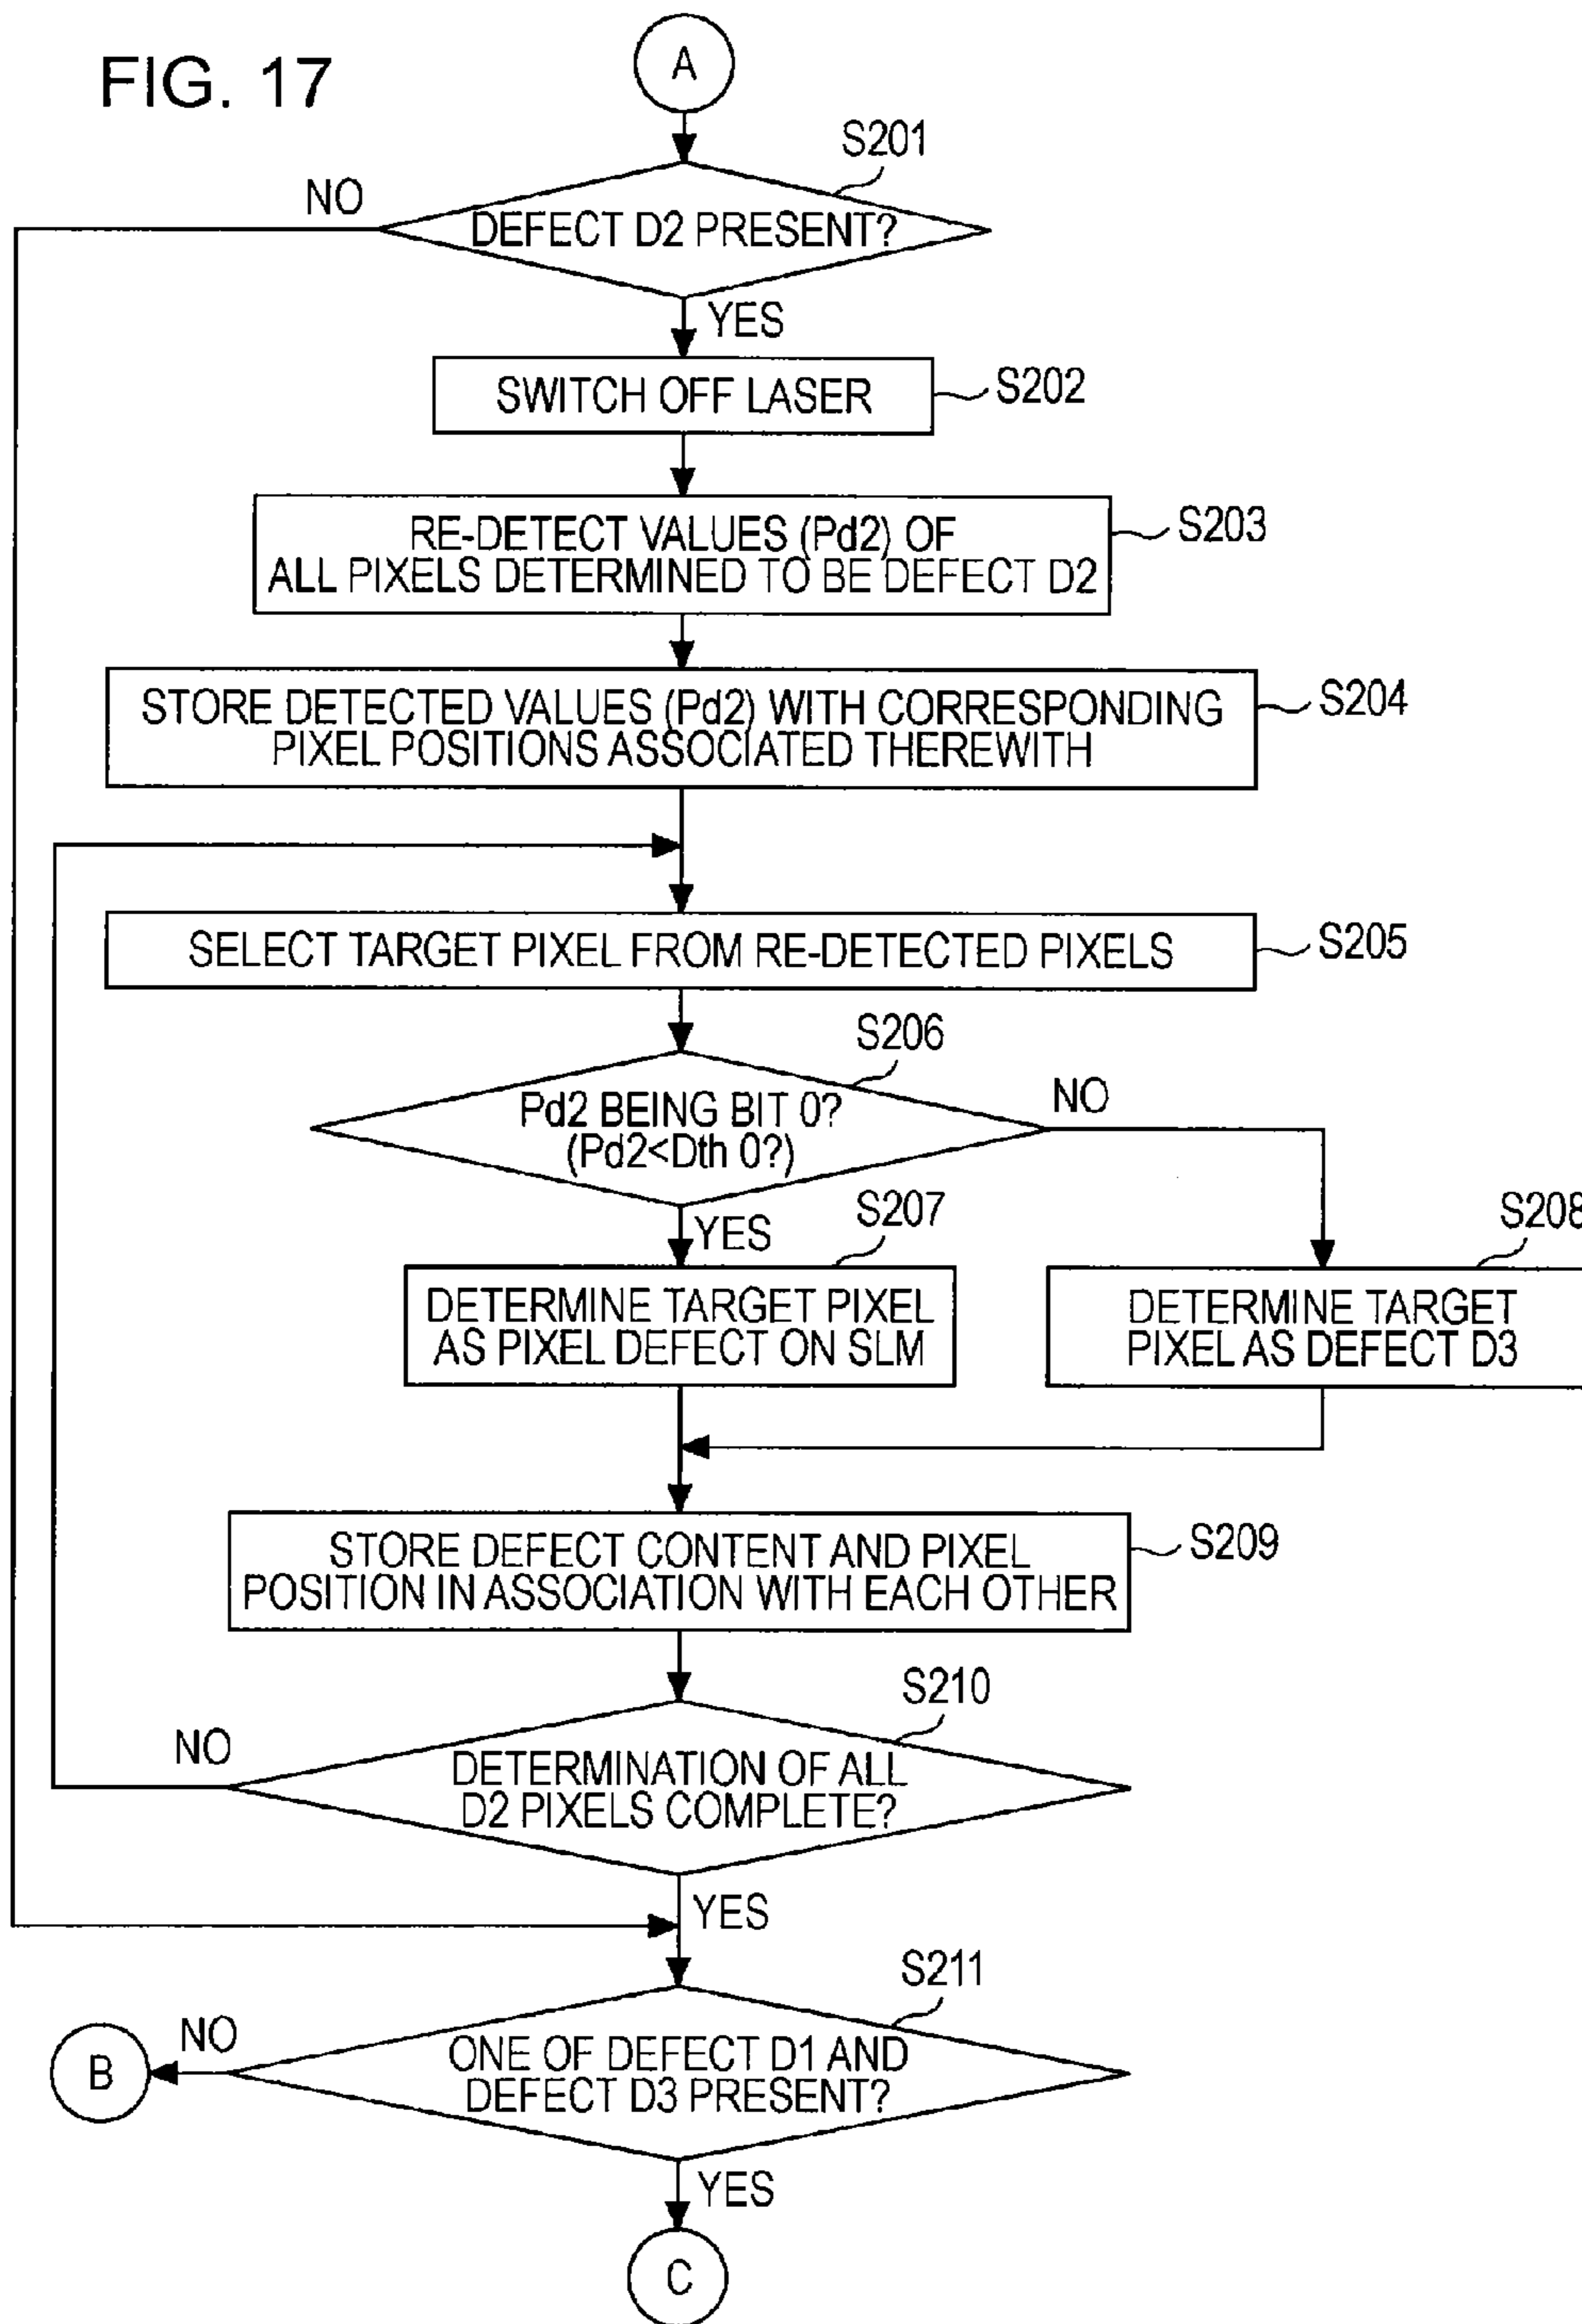 FIG. 17
A
S201
NO
DEFECT D2 PRESENT?
YES
SWITCH OFF LASER
S202
RE-DETECT VALUES (Pd2) OF
ALL PIXELS DETERMINED TO BE DEFECT D2
S203
STORE DETECTED VALUES (Pd2) WITH CORRESPONDING
PIXEL POSITIONS ASSOCIATED THEREWITH
S204
SELECT TARGET PIXEL FROM RE-DETECTED PIXELS
S205
S206
Pd2 BEING BIT 0?
(Pd2<Dth 0?)
NO
YES
S207
DETERMINE TARGET PIXEL
AS PIXEL DEFECT ON SLM
S208
DETERMINE TARGET
PIXEL AS DEFECT D3
STORE DEFECT CONTENT AND PIXEL
POSITION IN ASSOCIATION WITH EACH OTHER
S209
S210
NO
DETERMINATION OF ALL
D2 PIXELS COMPLETE?
YES
S211
B
NO
ONE OF DEFECT D1 AND
DEFECT D3 PRESENT?
YES
C